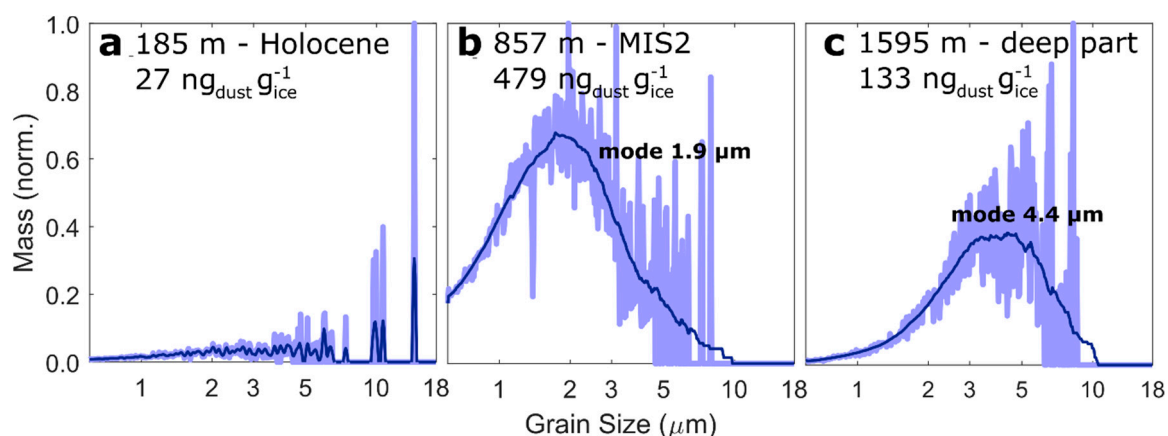 a 185 m - Holocene
27 ng_dust g_ice^-1
b 857 m - MIS2
479 ng_dust g_ice^-1
mode 1.9 µm
c 1595 m - deep part
133 ng_dust g_ice^-1
mode 4.4 µm
Mass (norm.)
1.0
0.8
0.6
0.4
0.2
0.0
1 2 3 5 10 18
1 2 3 5 10 18
1 2 3 5 10 18
Grain Size (µm)